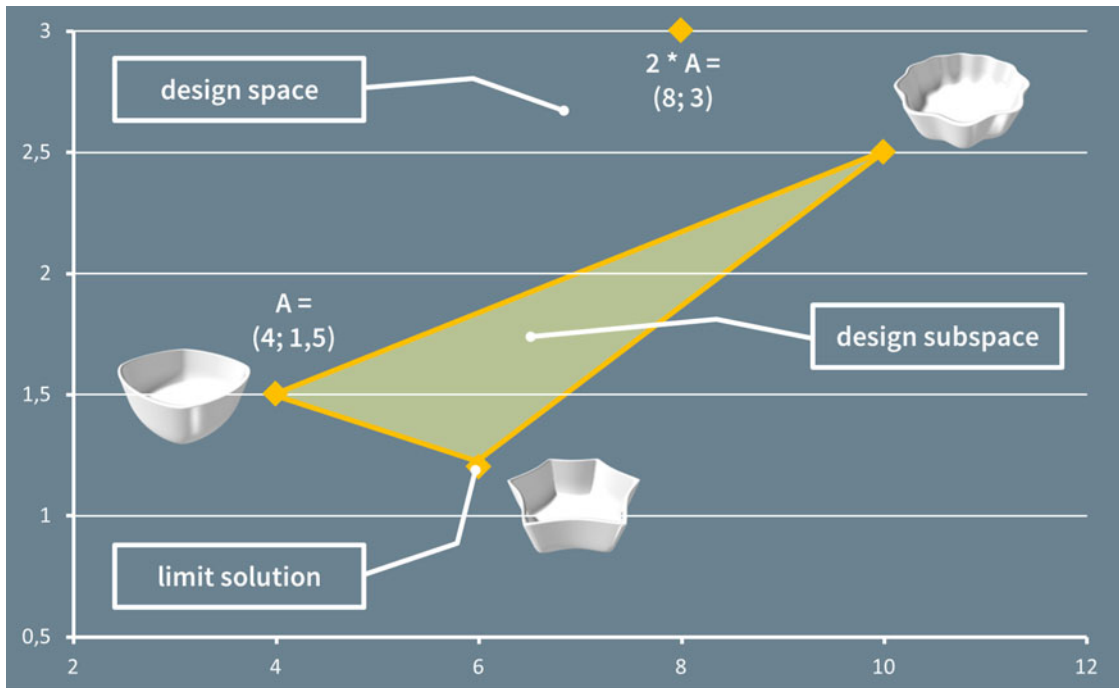 3
2 * A =
(8; 3)
design space
2,5
2
A =
(4; 1,5)
design subspace
1,5
1
limit solution
0,5
2
4
6
8
10
12